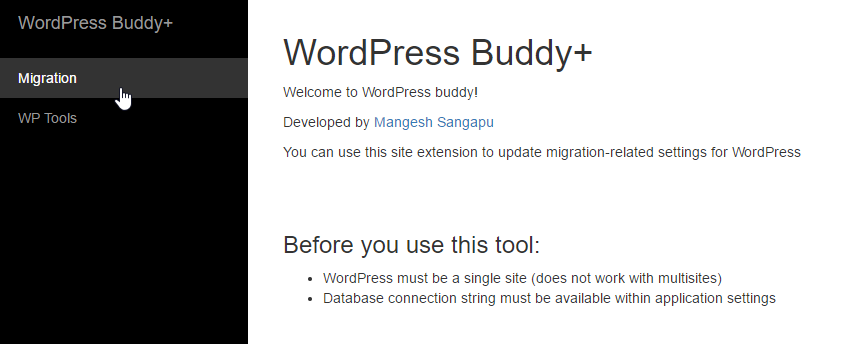 WordPress Buddy+
Migration
WP Tools
WordPress Buddy+
Welcome to WordPress buddy!
Developed by Mangesh Sangapu
You can use this site extension to update migration-related settings for WordPress
Before you use this tool:
• WordPress must be a single site (does not work with multisites)
• Database connection string must be available within application settings